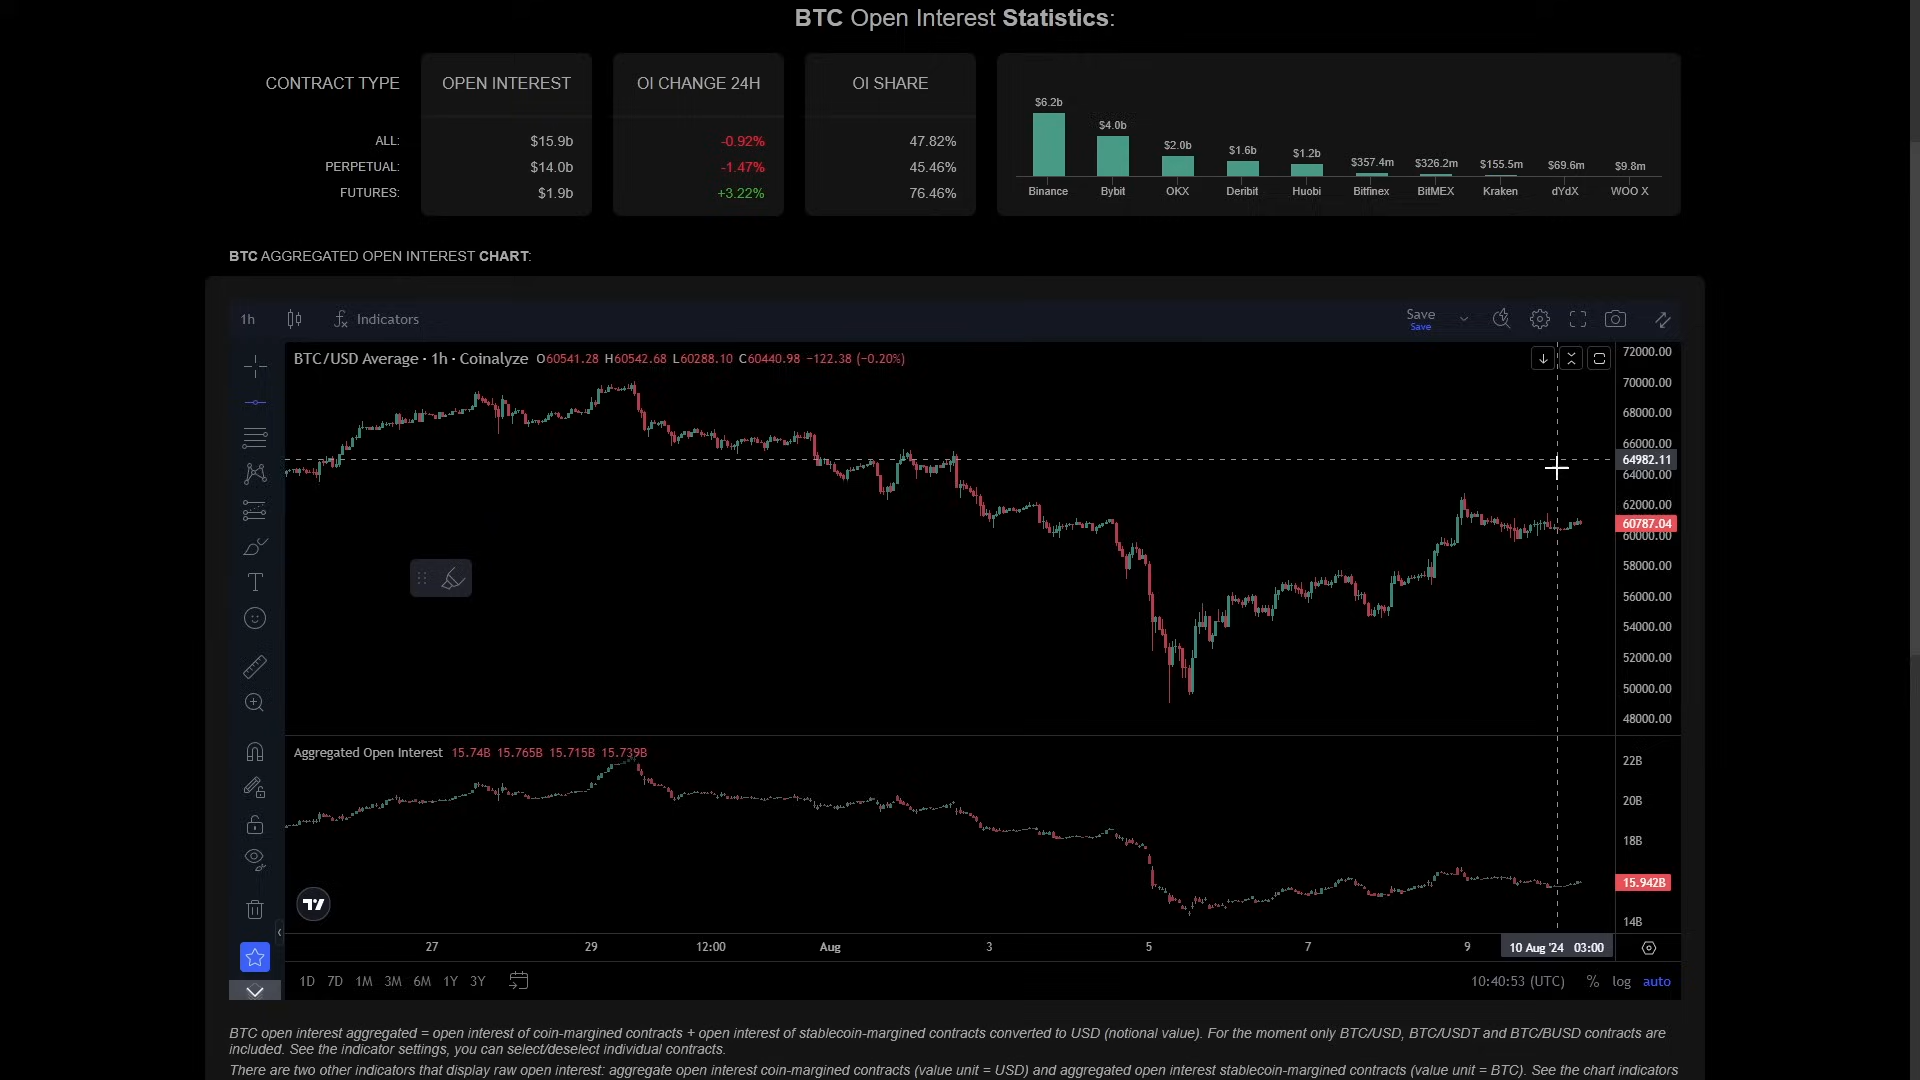 BTC Open Interest Statistics:
CONTRACT TYPE OPEN INTEREST OI CHANGE 24H OI SHARE
ALL: $15.9b -0.92% 47.82%
PERPETUAL: $14.0b -1.47% 45.46%
FUTURES: $1.9b +3.22% 76.46%
$6.2b $4.0b $2.0b $1.6b $1.2b $357.4m $326.2m $155.5m $69.6m $9.8m
Binance Bybit OKX Deribit Huobi Bitfinex BitMEX Kraken dYdX WOO X
BTC AGGREGATED OPEN INTEREST CHART:
1h Indicators Save
Save
BTC/USD Average · 1h · Coinalyze O60541.28 H60542.68 L60288.10 C60440.98 −122.38 (−0.20%)
72000.00
70000.00
68000.00
66000.00
64982.11
64000.00
62000.00
60787.04
60000.00
58000.00
56000.00
54000.00
52000.00
50000.00
48000.00
Aggregated Open Interest 15.74B 15.765B 15.715B 15.739B
22B
20B
18B
15.942B
14B
27 29 12:00 Aug 3 5 7 9 10 Aug '24 03:00
1D 7D 1M 3M 6M 1Y 3Y 10:40:53 (UTC) % log auto
BTC open interest aggregated = open interest of coin-margined contracts + open interest of stablecoin-margined contracts converted to USD (notional value). For the moment only BTC/USD, BTC/USDT and BTC/BUSD contracts are
included. See the indicator settings, you can select/deselect individual contracts.
There are two other indicators that display raw open interest: aggregate open interest coin-margined contracts (value unit = USD) and aggregated open interest stablecoin-margined contracts (value unit = BTC). See the chart indicators